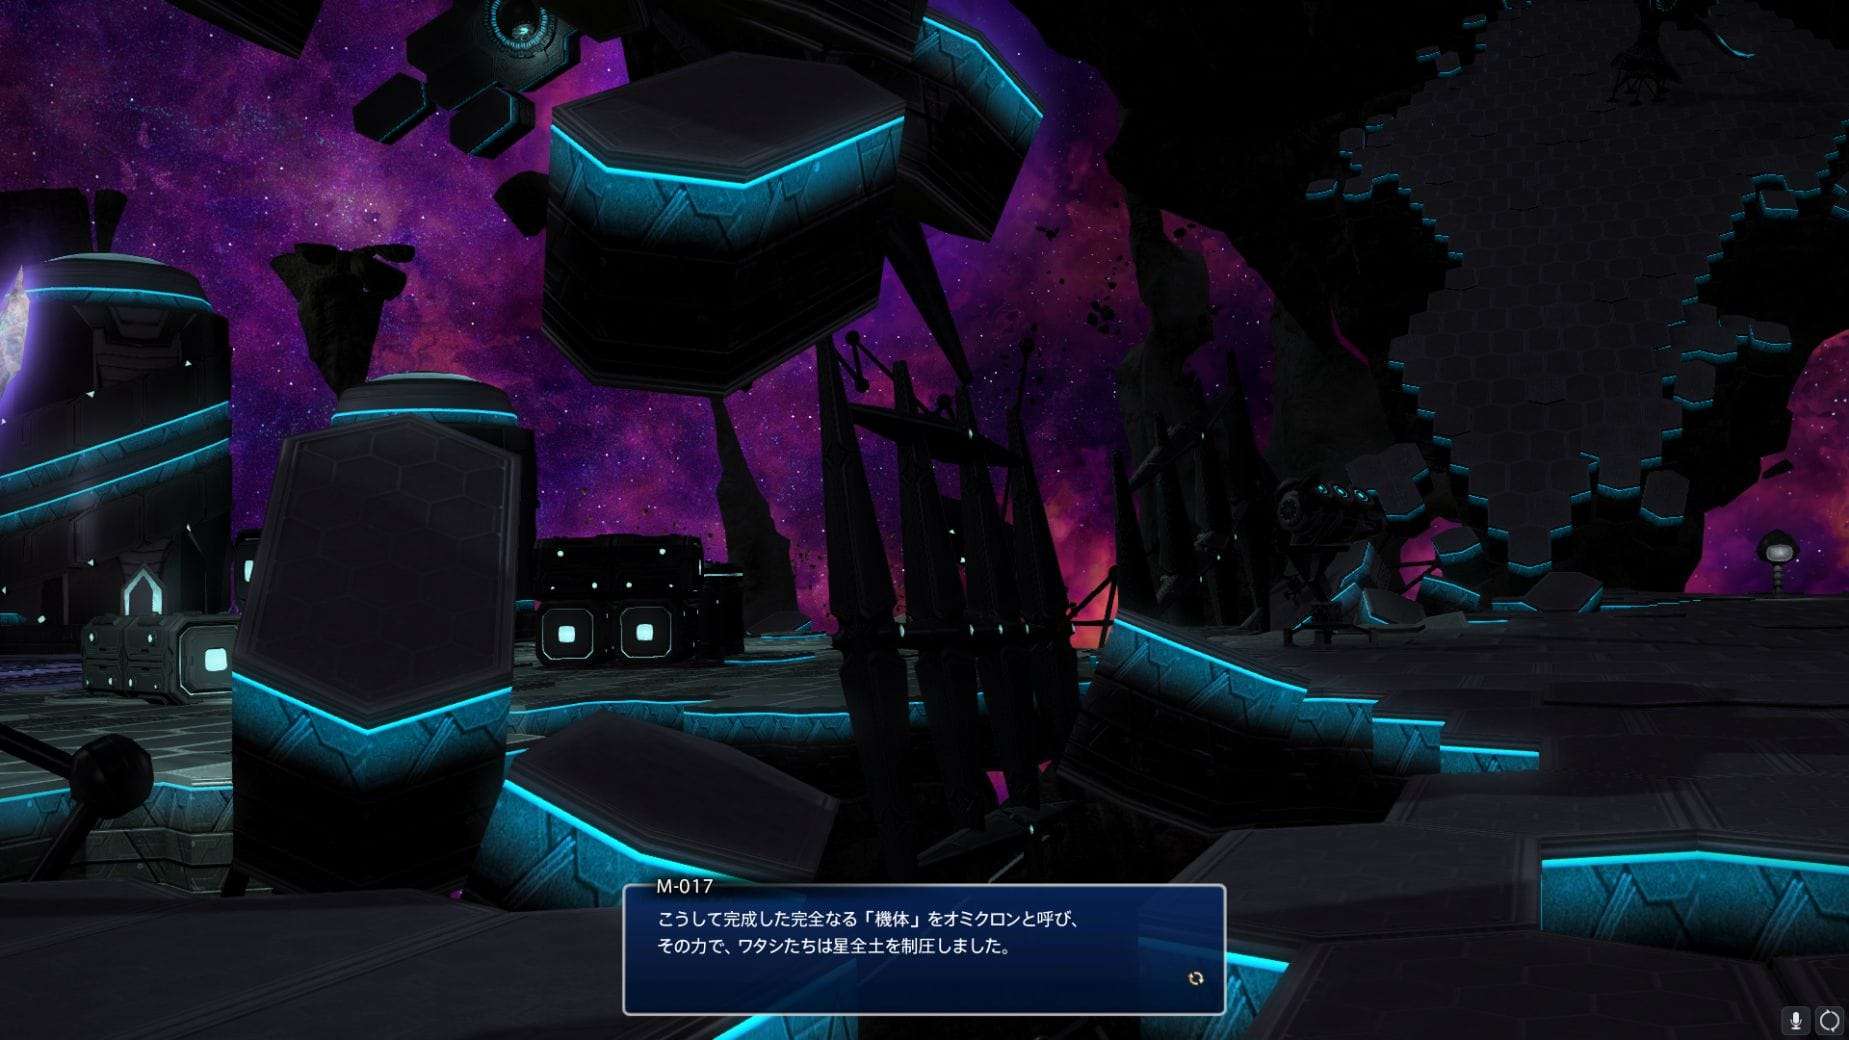 M-017
こうして完成した完全なる「機体」をオミクロンと呼び、
その力で、ワタシたちは星全土を制圧しました。